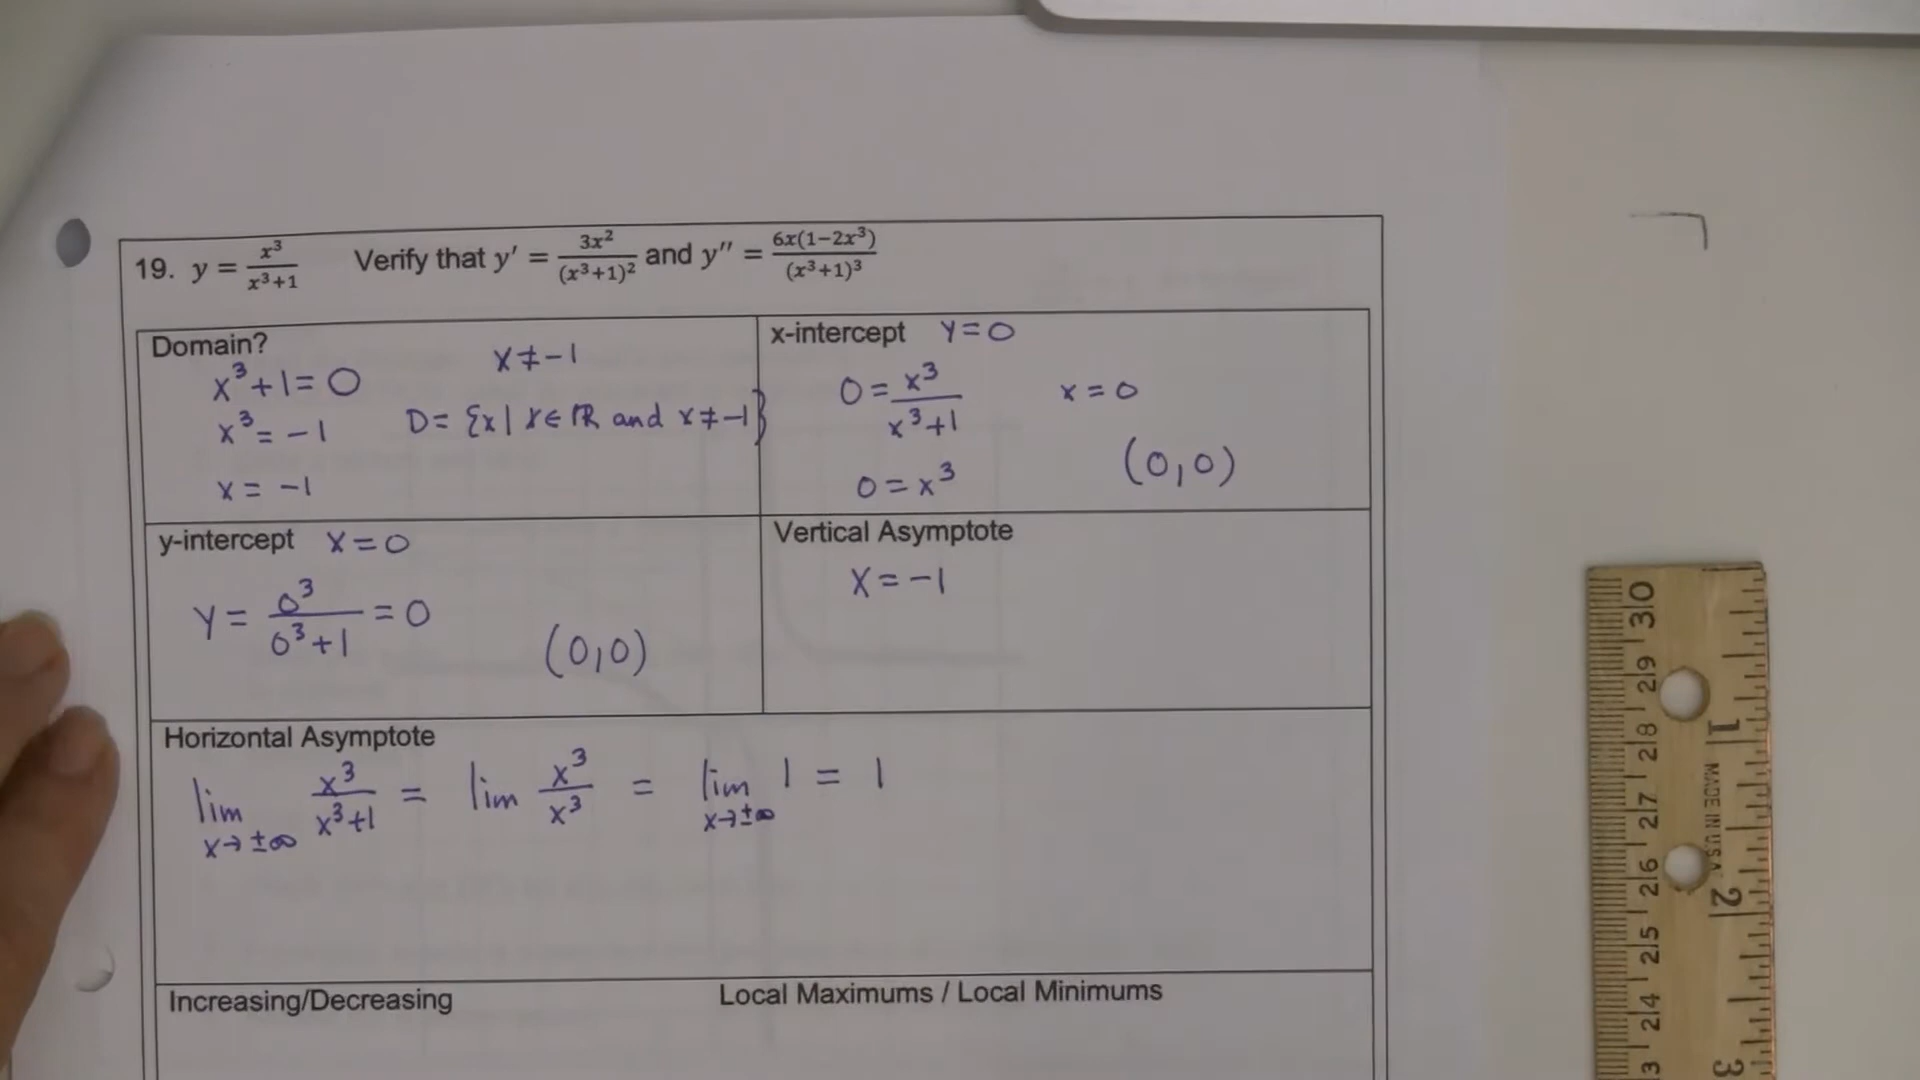 19. y = x³/(x³+1) Verify that y′ = 3x²/(x³+1)² and y″ = 6x(1−2x³)/(x³+1)³
Domain? x ≠ −1
x³+1 = 0
x³ = −1 D = {x | x ∈ ℝ and x ≠ −1}
x = −1
x-intercept y = 0
0 = x³/(x³+1) x = 0
0 = x³ (0,0)
y-intercept x = 0
y = 0³/(0³+1) = 0 (0,0)
Vertical Asymptote
x = −1
Horizontal Asymptote
lim x→±∞ x³/(x³+1) = lim x³/x³ = lim x→±∞ 1 = 1
Increasing/Decreasing Local Maximums / Local Minimums
30 29 28 27 26 25 24 3
1 2 3
MADE IN U.S.A.